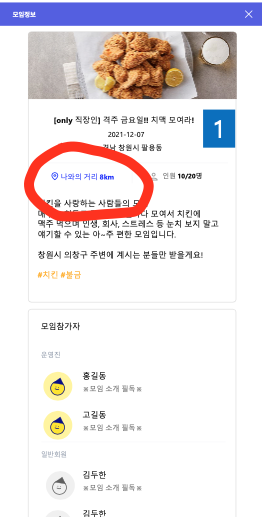 모임정보
[only 직장인] 격주 금요일!! 치맥 모여라!
1
2021-12-07
경남 창원시 팔용동
나와의 거리 8km
인원 10/20명
치킨을 사랑하는 사람들의 모
모여서 치킨에
맥주 먹으며 인생, 회사, 스트레스 등 눈치 보지 말고
얘기할 수 있는 아~주 편한 모임입니다.
창원시 의창구 주변에 계시는 분들만 받을게요!
#치킨 #불금
모임참가자
운영진
홍길동
※모임 소개 필독※
고길동
※모임 소개 필독※
일반회원
김두한
※모임 소개 필독※
김두한